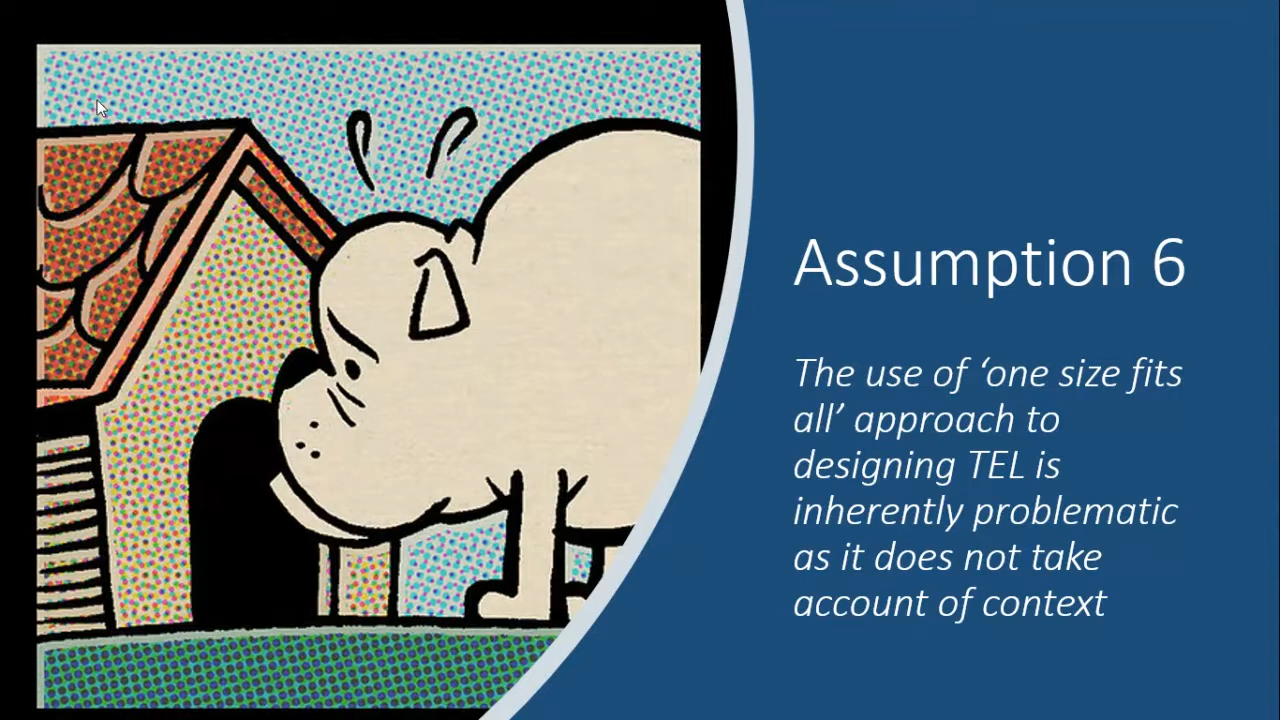 Assumption 6
The use of ‘one size fits
all’ approach to
designing TEL is
inherently problematic
as it does not take
account of context